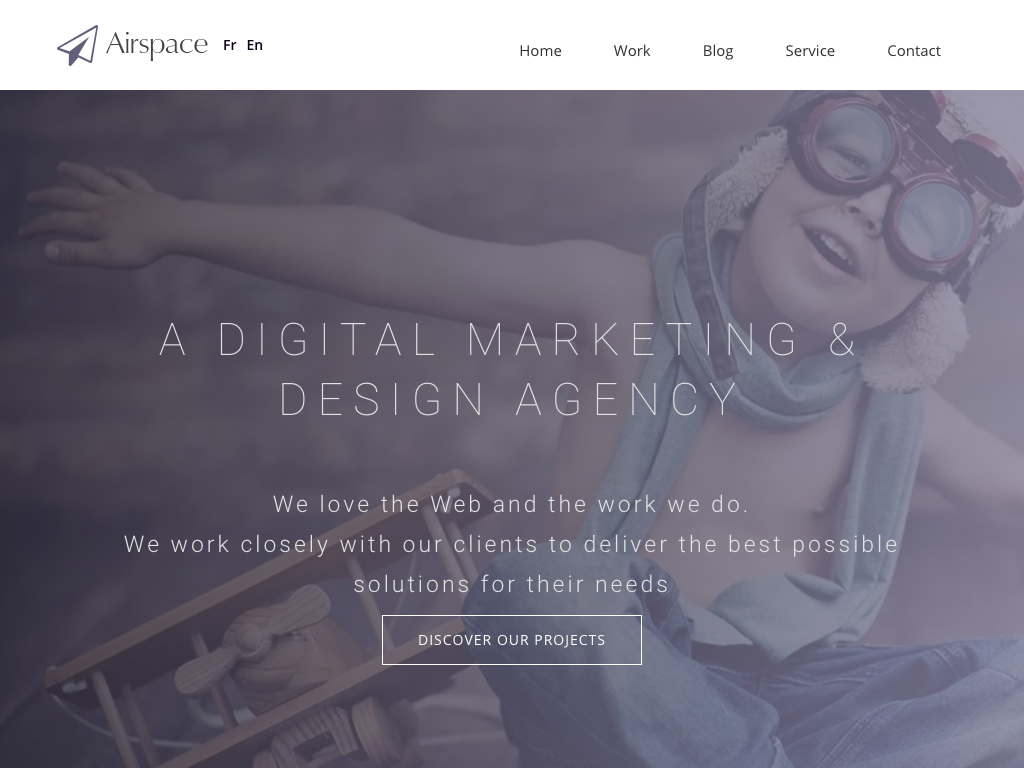 Airspace Fr En
Home Work Blog Service Contact
A DIGITAL MARKETING &
DESIGN AGENCY
We love the Web and the work we do.
We work closely with our clients to deliver the best possible
solutions for their needs
DISCOVER OUR PROJECTS